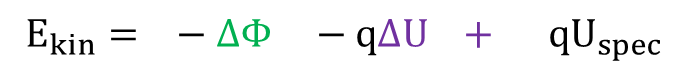 E_kin = − ΔΦ − qΔU + qU_spec